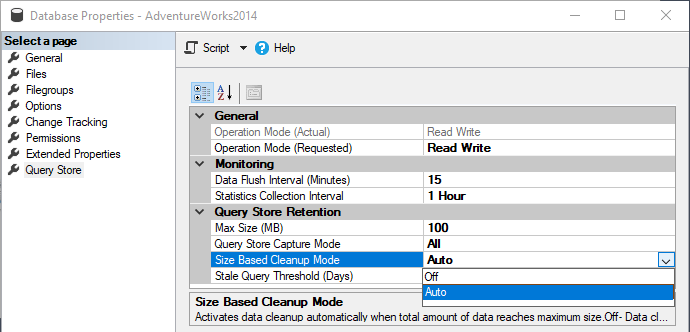 Database Properties - AdventureWorks2014
Select a page
General
Files
Filegroups
Options
Change Tracking
Permissions
Extended Properties
Query Store
Script
Help
General
Operation Mode (Actual) Read Write
Operation Mode (Requested) Read Write
Monitoring
Data Flush Interval (Minutes) 15
Statistics Collection Interval 1 Hour
Query Store Retention
Max Size (MB) 100
Query Store Capture Mode All
Size Based Cleanup Mode Auto
Stale Query Threshold (Days)
Off
Auto
Size Based Cleanup Mode
Activates data cleanup automatically when total amount of data reaches maximum size.Off- Data cl...